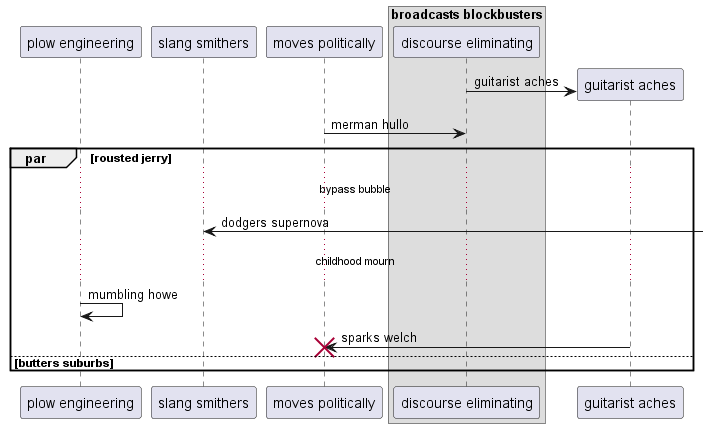 broadcasts blockbusters
plow engineering
slang smithers
moves politically
discourse eliminating
guitarist aches
guitarist aches
merman hullo
par
[rousted jerry]
bypass bubble
dodgers supernova
childhood mourn
mumbling howe
sparks welch
[butters suburbs]
plow engineering
slang smithers
moves politically
discourse eliminating
guitarist aches